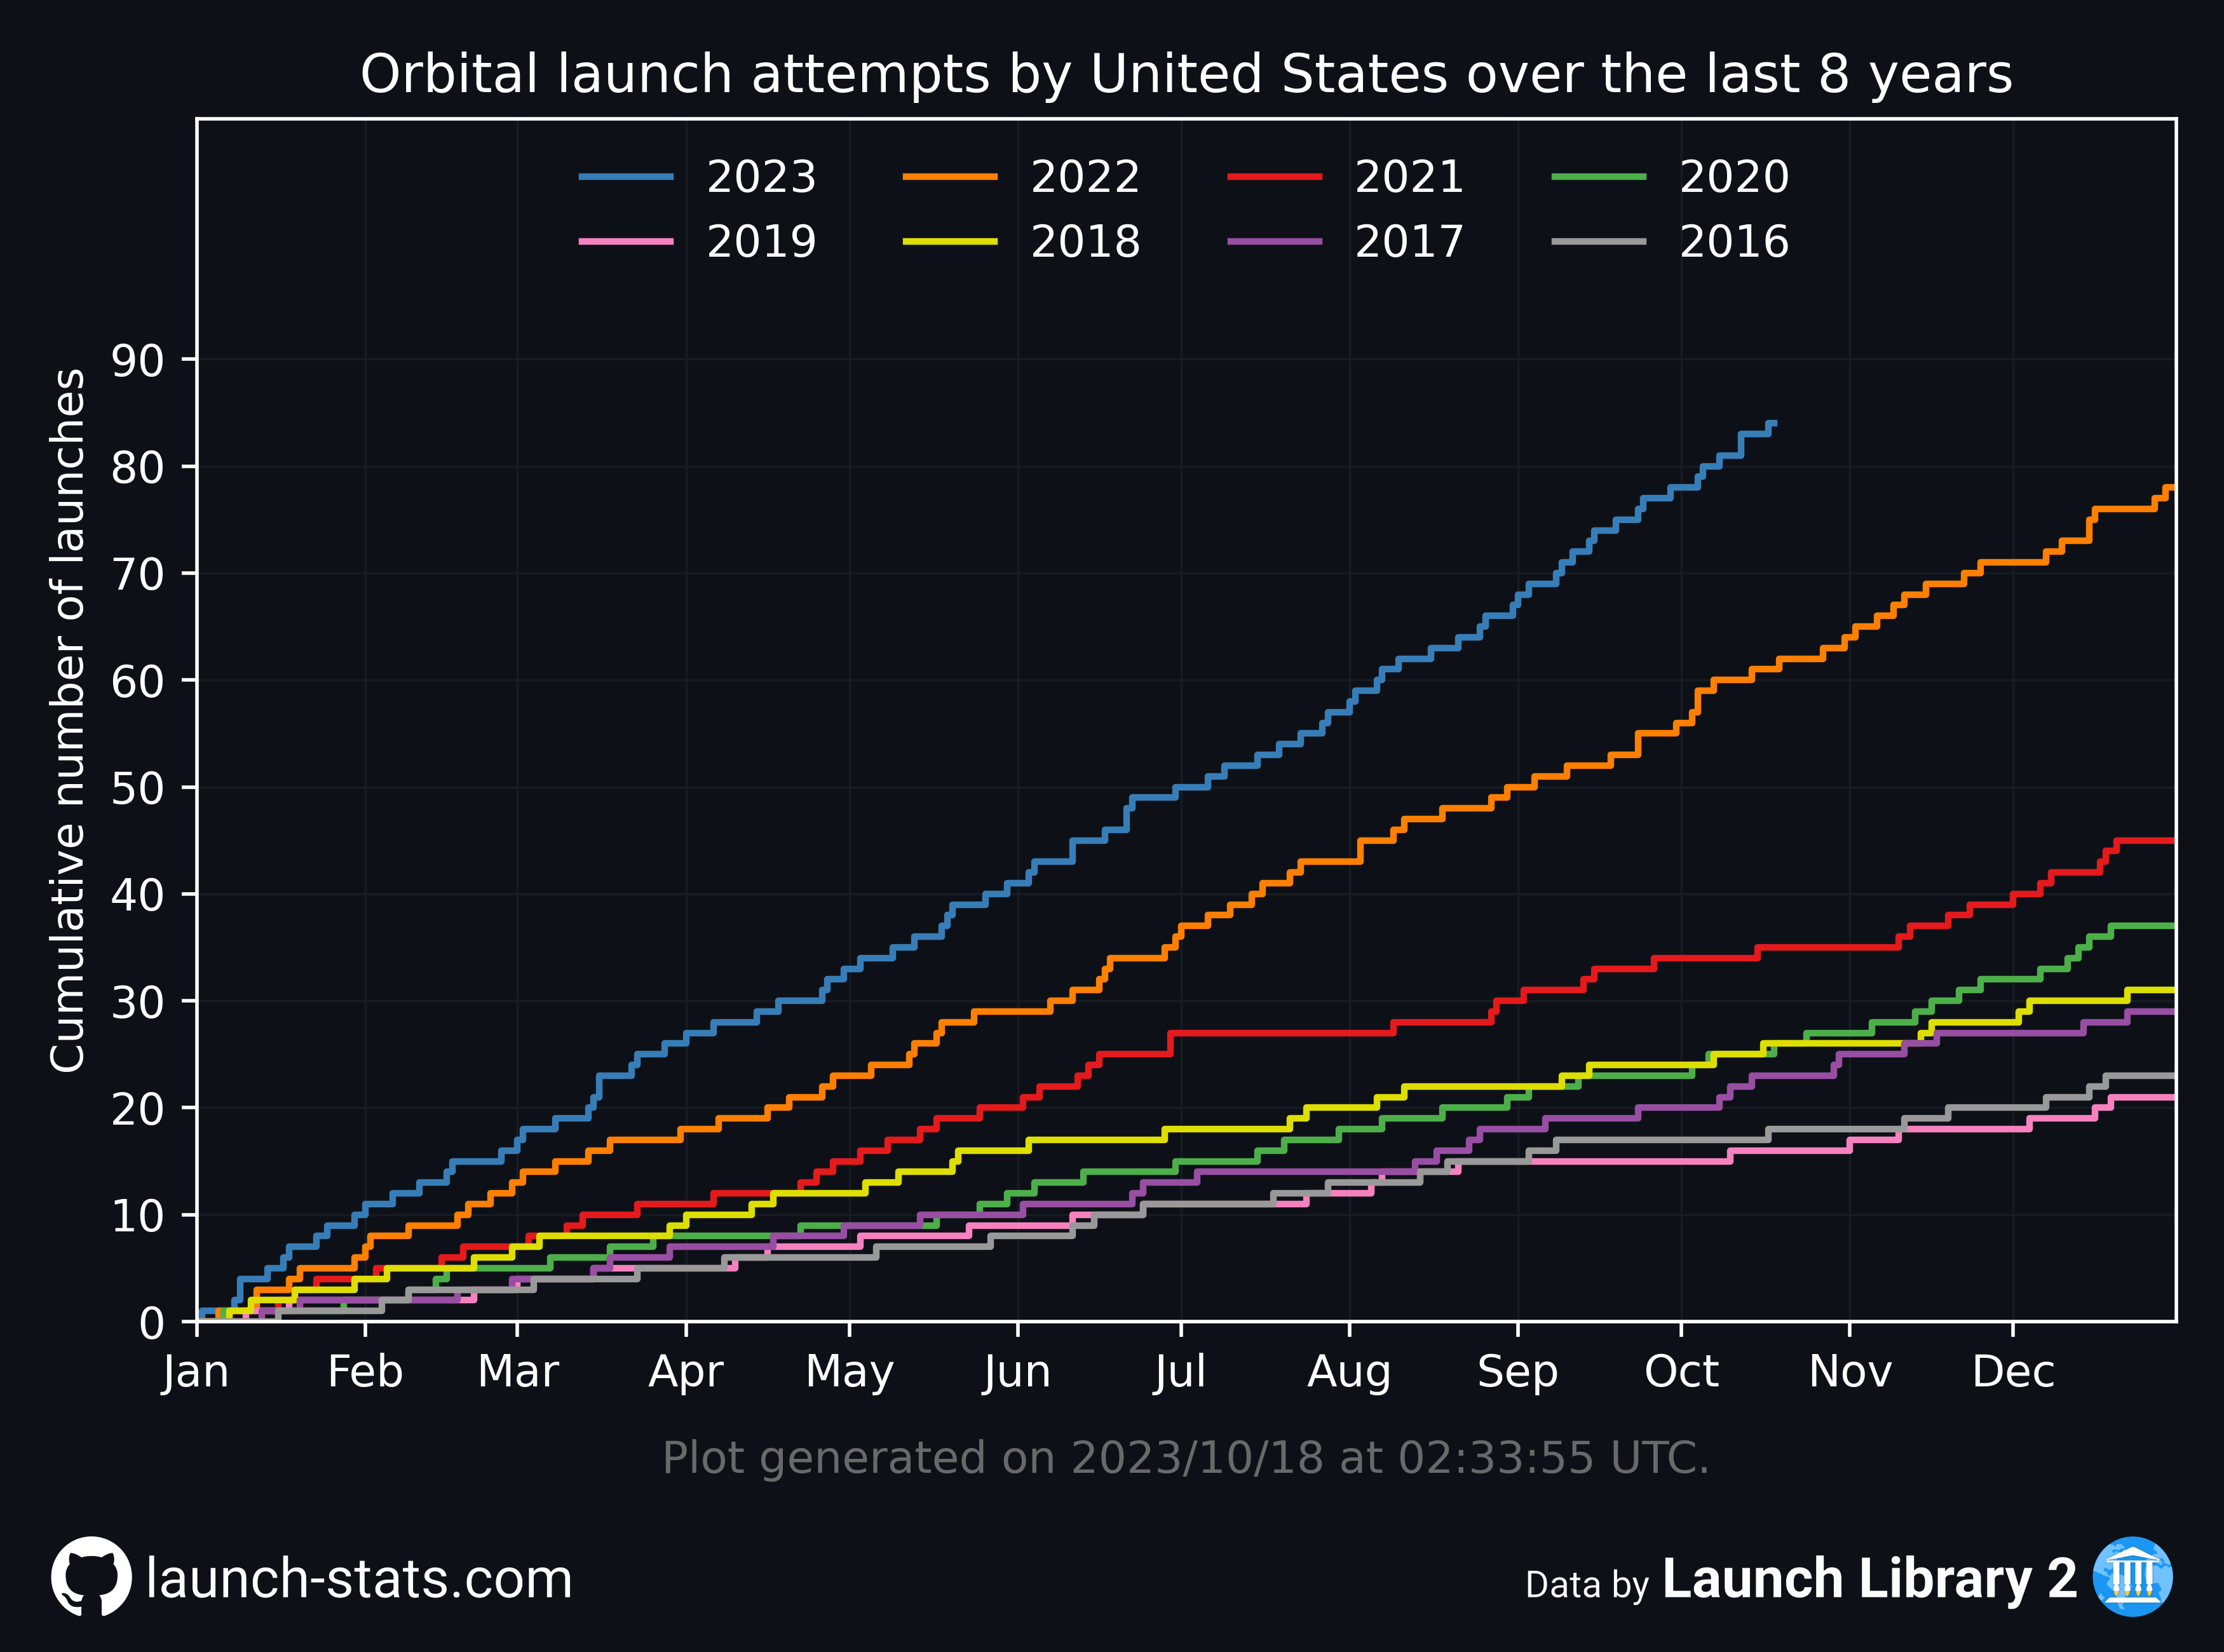 Orbital launch attempts by United States over the last 8 years
2023 2022 2021 2020
2019 2018 2017 2016
Cumulative number of launches
90
80
70
60
50
40
30
20
10
0
Jan Feb Mar Apr May Jun Jul Aug Sep Oct Nov Dec
Plot generated on 2023/10/18 at 02:33:55 UTC.
launch-stats.com
Data by Launch Library 2